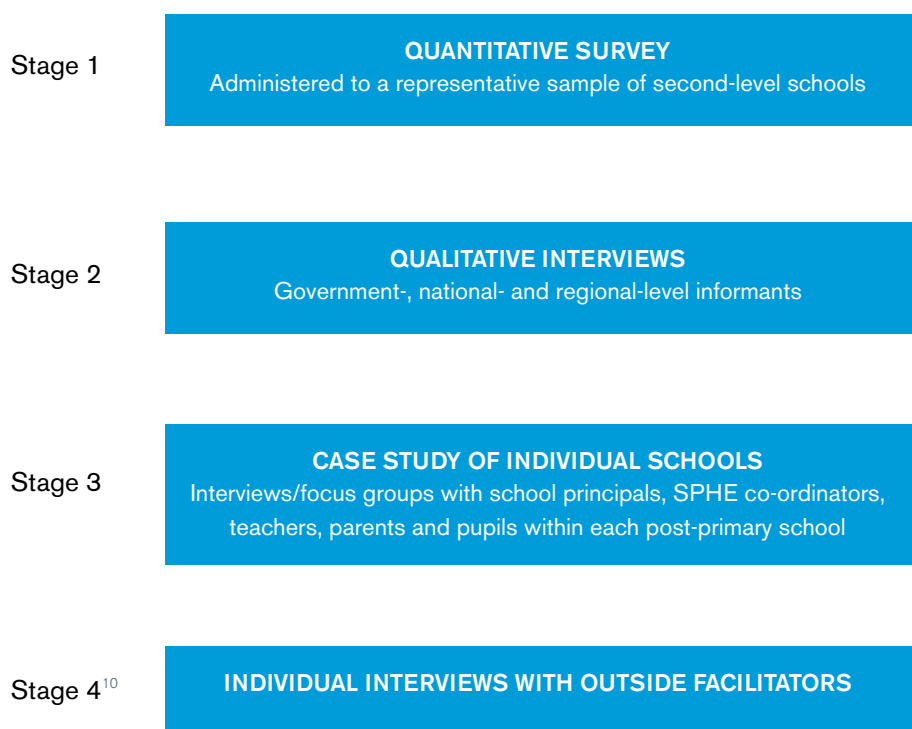 Stage 1
QUANTITATIVE SURVEY
Administered to a representative sample of second-level schools
Stage 2
QUALITATIVE INTERVIEWS
Government-, national- and regional-level informants
Stage 3
CASE STUDY OF INDIVIDUAL SCHOOLS
Interviews/focus groups with school principals, SPHE co-ordinators,
teachers, parents and pupils within each post-primary school
Stage 4¹⁰
INDIVIDUAL INTERVIEWS WITH OUTSIDE FACILITATORS